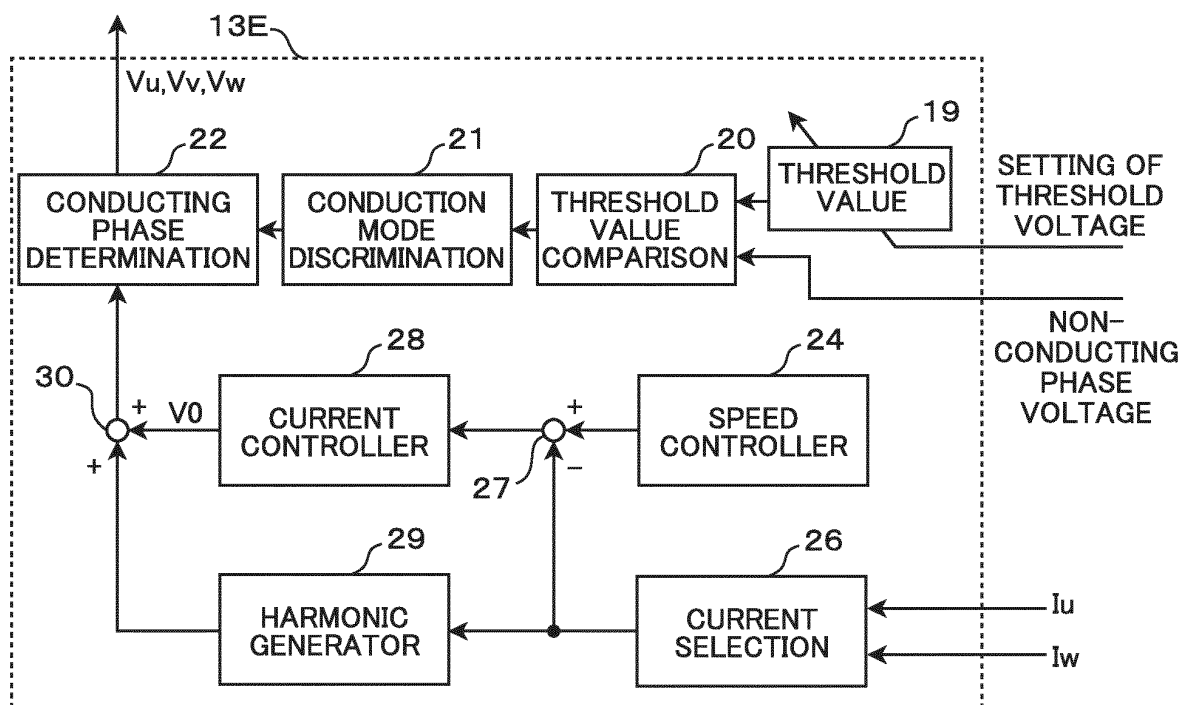 13E
Vu,Vv,Vw
22
21
20
19
CONDUCTING
PHASE
DETERMINATION
CONDUCTION
MODE
DISCRIMINATION
THRESHOLD
VALUE
COMPARISON
THRESHOLD
VALUE
SETTING OF
THRESHOLD
VOLTAGE
NON-
CONDUCTING
PHASE
VOLTAGE
30
+
+
V0
28
CURRENT
CONTROLLER
27
+
-
24
SPEED
CONTROLLER
29
HARMONIC
GENERATOR
26
CURRENT
SELECTION
Iu
Iw